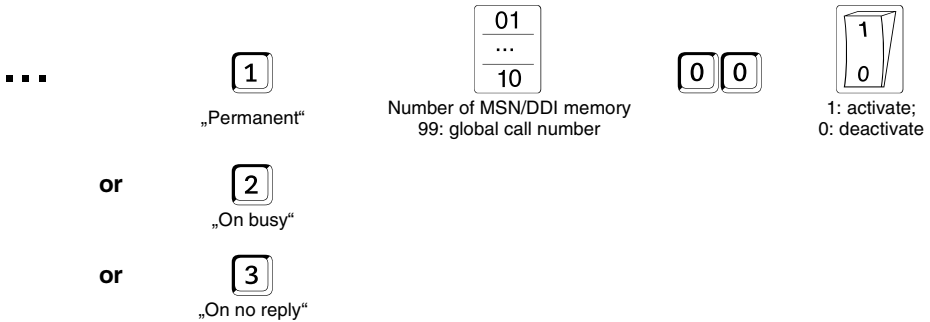 ...
1
„Permanent“
01
...
10
Number of MSN/DDI memory
99: global call number
0 0
1
0
1: activate;
0: deactivate
or
2
„On busy“
or
3
„On no reply“